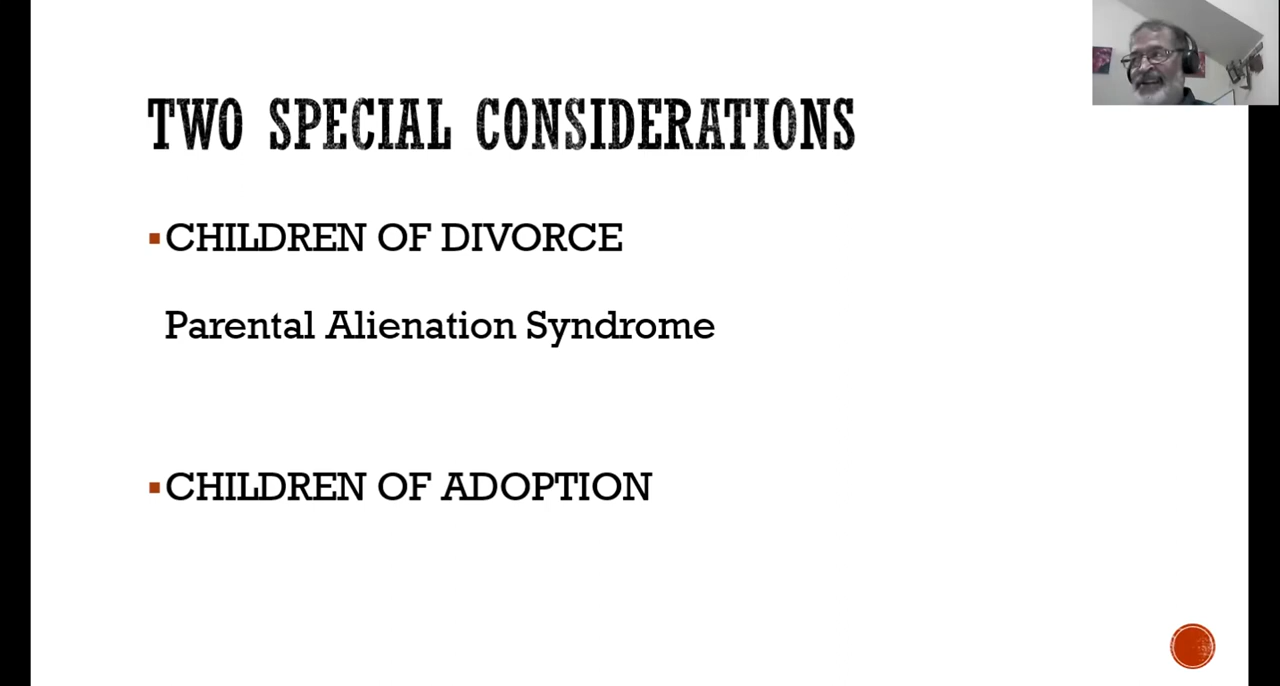 TWO SPECIAL CONSIDERATIONS
CHILDREN OF DIVORCE
Parental Alienation Syndrome
CHILDREN OF ADOPTION